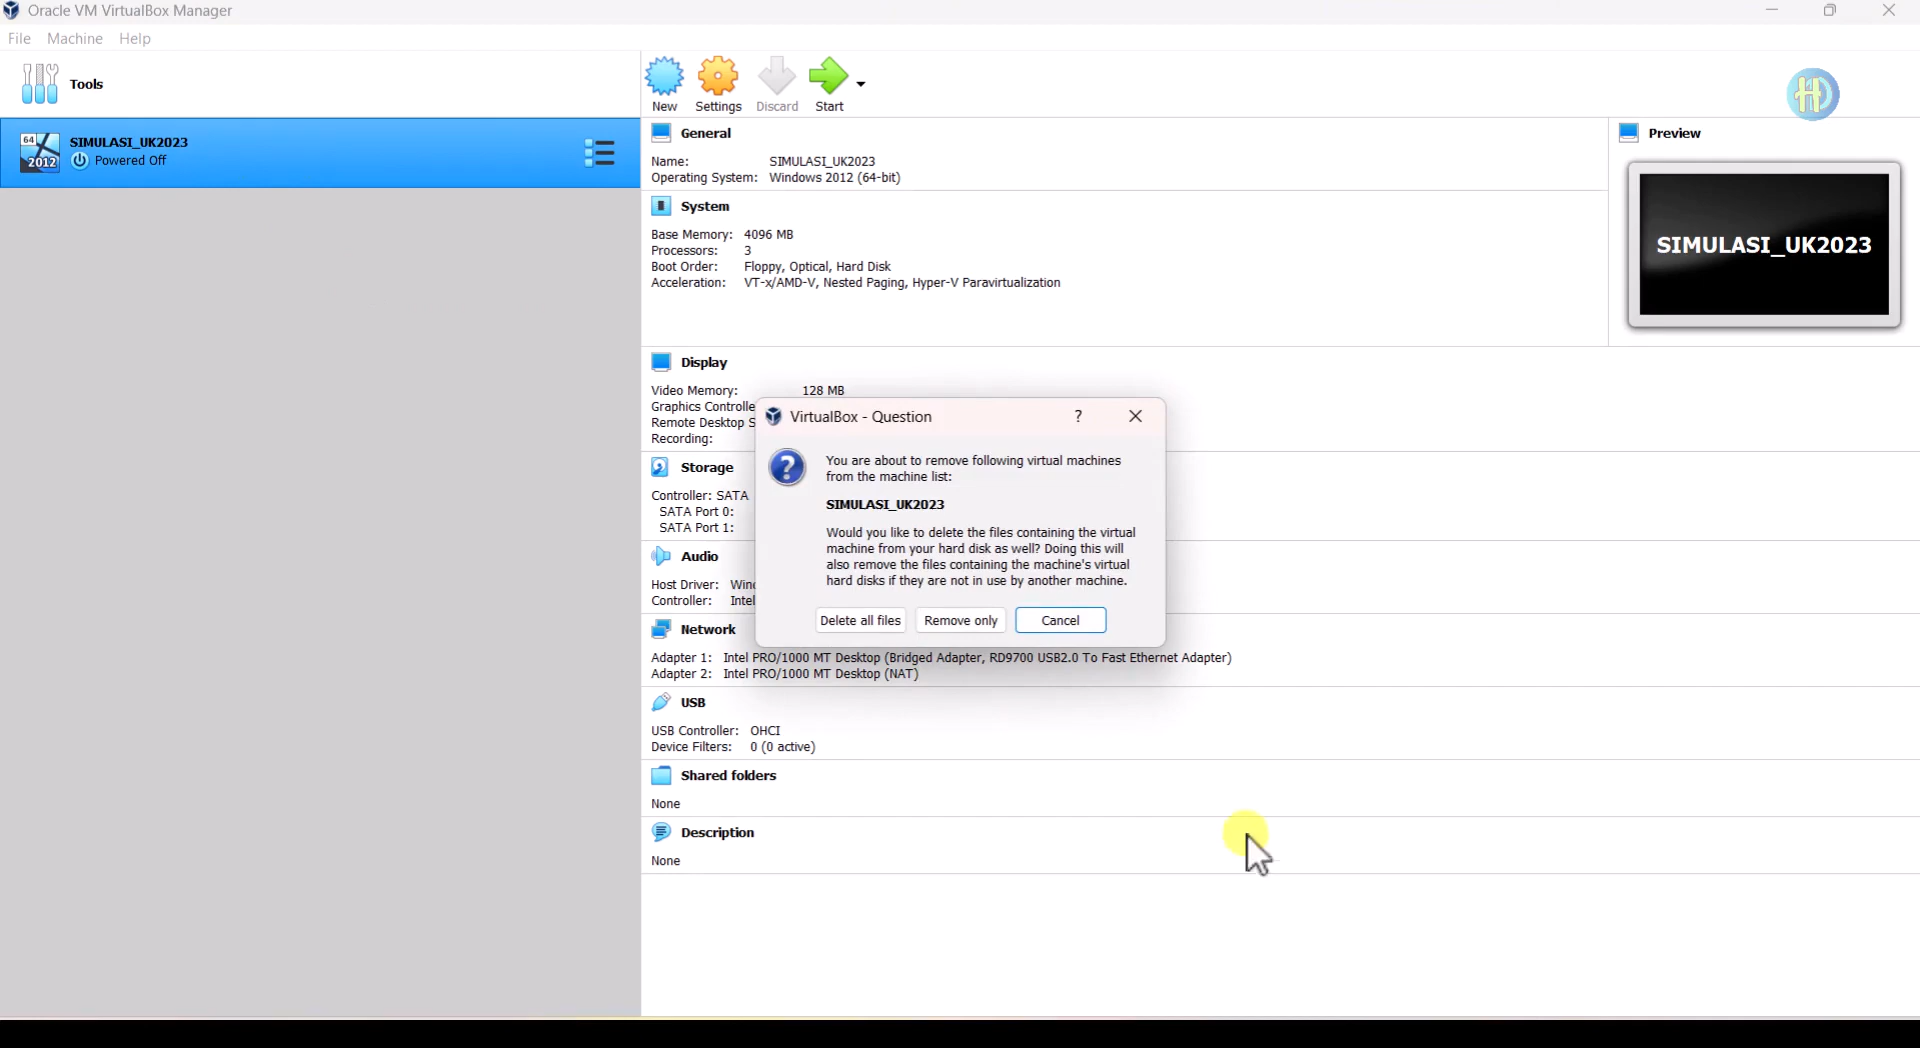 Oracle VM VirtualBox Manager
File Machine Help
Tools
64
2012
SIMULASI_UK2023
Powered Off
New Settings Discard Start
General
Name: SIMULASI_UK2023
Operating System: Windows 2012 (64-bit)
Preview
SIMULASI_UK2023
System
Base Memory: 4096 MB
Processors: 3
Boot Order: Floppy, Optical, Hard Disk
Acceleration: VT-x/AMD-V, Nested Paging, Hyper-V Paravirtualization
Display
Video Memory: 128 MB
Graphics
Remote Desktop
Recording:
Storage
Controller: SATA
SATA Port 0:
SATA Port 1:
Audio
Host Driver:
Controller: Intel
Network
Adapter 1: Intel PRO/1000 MT Desktop (Bridged Adapter, RD9700 USB2.0 To Fast Ethernet Adapter)
Adapter 2: Intel PRO/1000 MT Desktop (NAT)
USB
USB Controller: OHCI
Device Filters: 0 (0 active)
Shared folders
None
Description
None
VirtualBox - Question
?
You are about to remove following virtual machines
from the machine list:
SIMULASI_UK2023
Would you like to delete the files containing the virtual
machine from your hard disk as well? Doing this will
also remove the files containing the machine's virtual
hard disks if they are not in use by another machine.
Delete all files Remove only Cancel